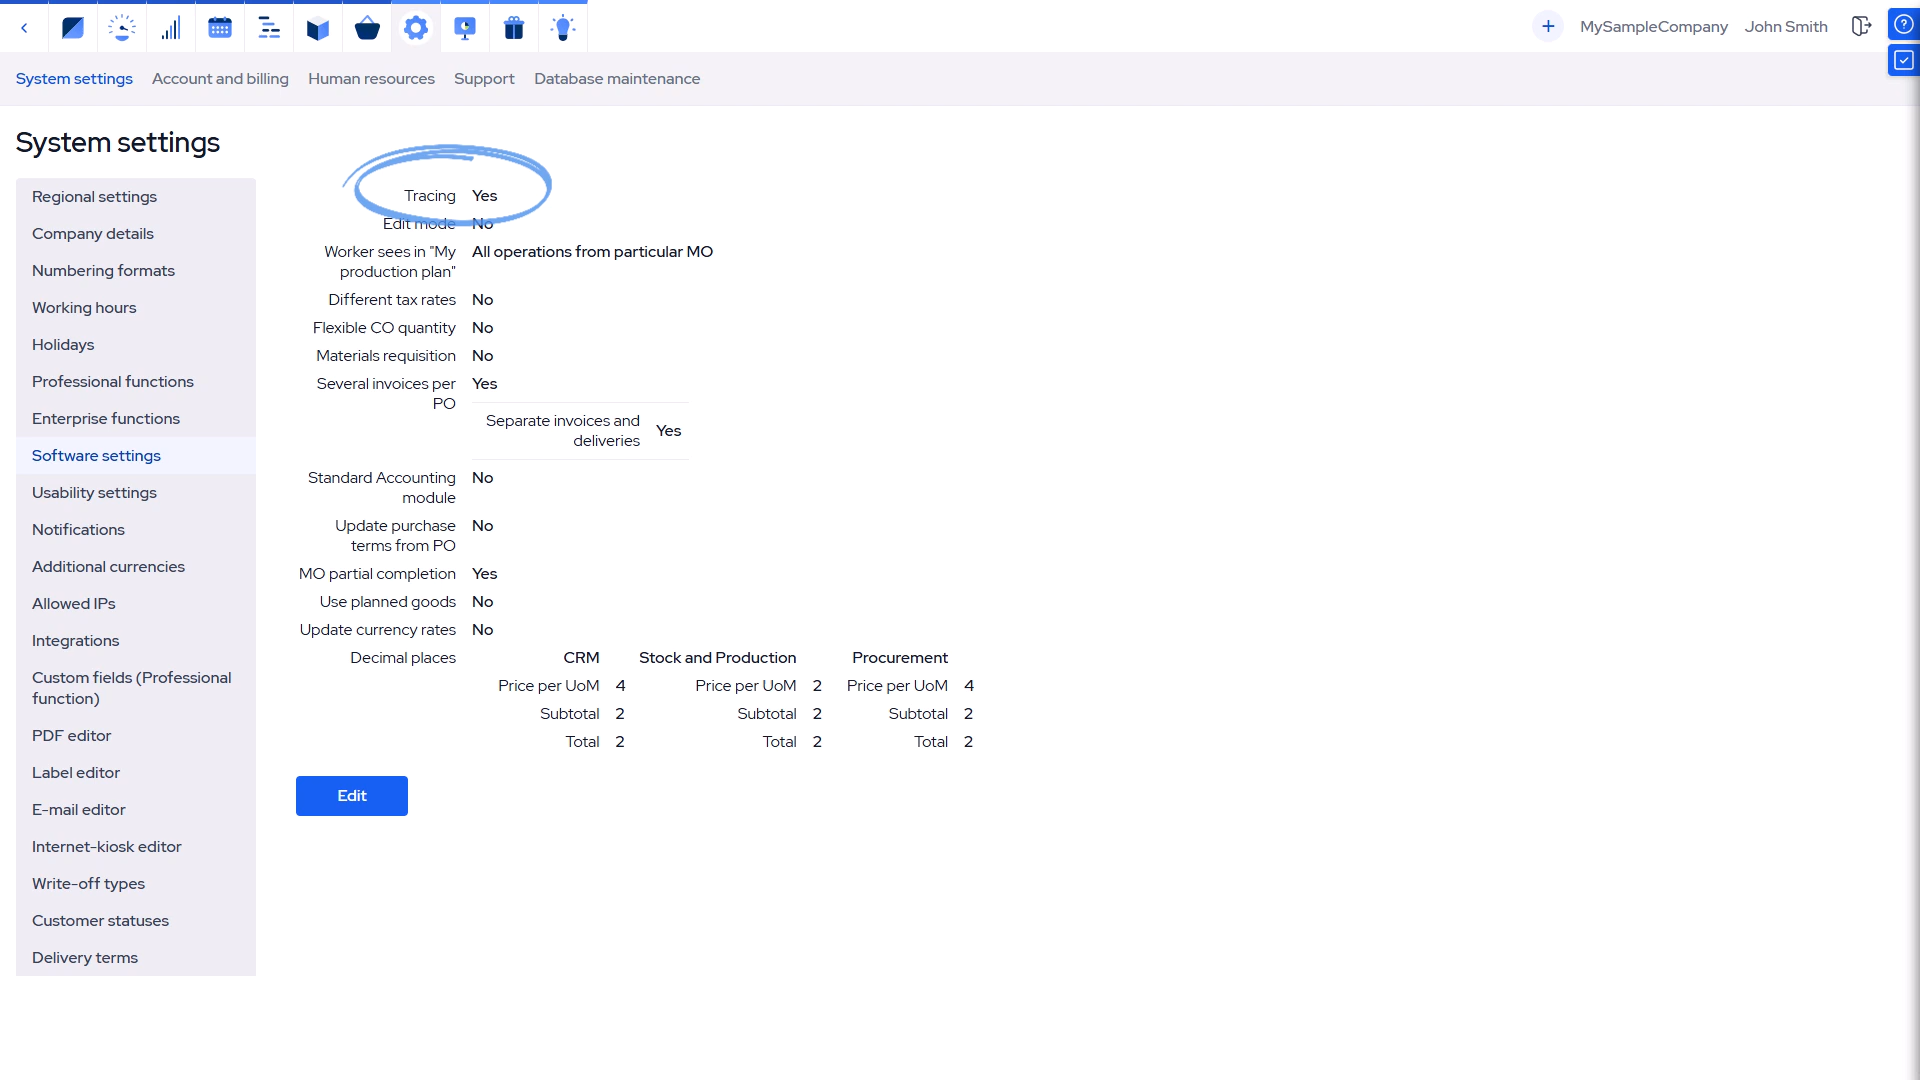 MySampleCompany John Smith
System settings Account and billing Human resources Support Database maintenance
System settings
Regional settings
Company details
Numbering formats
Working hours
Holidays
Professional functions
Enterprise functions
Software settings
Usability settings
Notifications
Additional currencies
Allowed IPs
Integrations
Custom fields (Professional
function)
PDF editor
Label editor
E-mail editor
Internet-kiosk editor
Write-off types
Customer statuses
Delivery terms
Tracing Yes
Edit mode No
Worker sees in "My All operations from particular MO
production plan"
Different tax rates No
Flexible CO quantity No
Materials requisition No
Several invoices per Yes
PO
Separate invoices and
deliveries Yes
Standard Accounting No
module
Update purchase No
terms from PO
MO partial completion Yes
Use planned goods No
Update currency rates No
Decimal places CRM Stock and Production Procurement
Price per UoM 4 Price per UoM 2 Price per UoM 4
Subtotal 2 Subtotal 2 Subtotal 2
Total 2 Total 2 Total 2
Edit